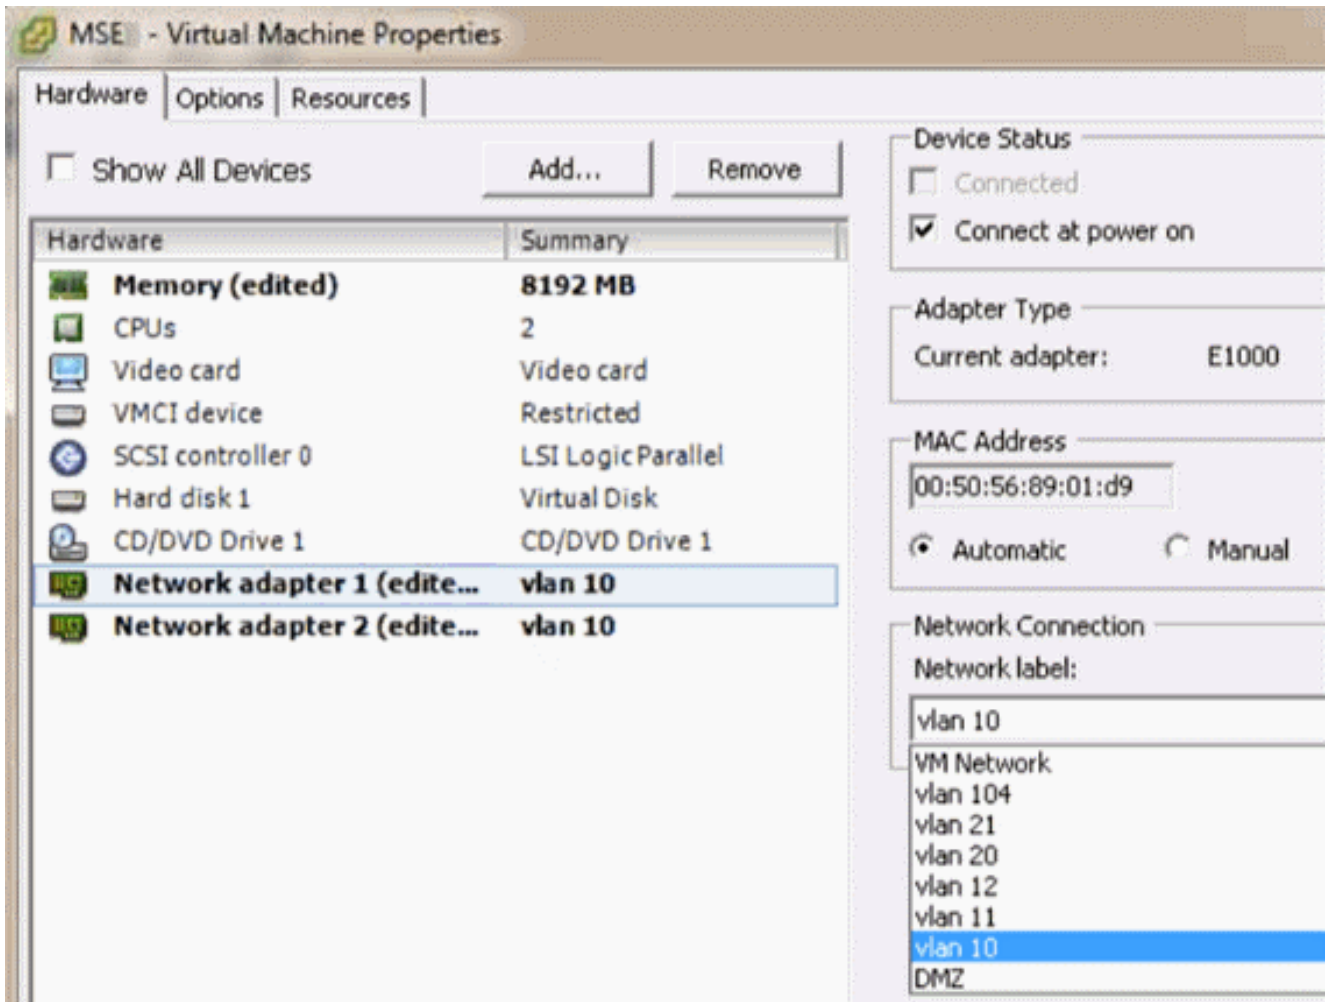 MSE - Virtual Machine Properties
Hardware Options Resources
Show All Devices Add... Remove
Hardware Summary
Memory (edited) 8192 MB
CPUs 2
Video card Video card
VMCI device Restricted
SCSI controller 0 LSI Logic Parallel
Hard disk 1 Virtual Disk
CD/DVD Drive 1 CD/DVD Drive 1
Network adapter 1 (edite... vlan 10
Network adapter 2 (edite... vlan 10
Device Status
Connected
Connect at power on
Adapter Type
Current adapter: E1000
MAC Address
00:50:56:89:01:d9
Automatic Manual
Network Connection
Network label:
vlan 10
VM Network
vlan 104
vlan 21
vlan 20
vlan 12
vlan 11
vlan 10
DMZ